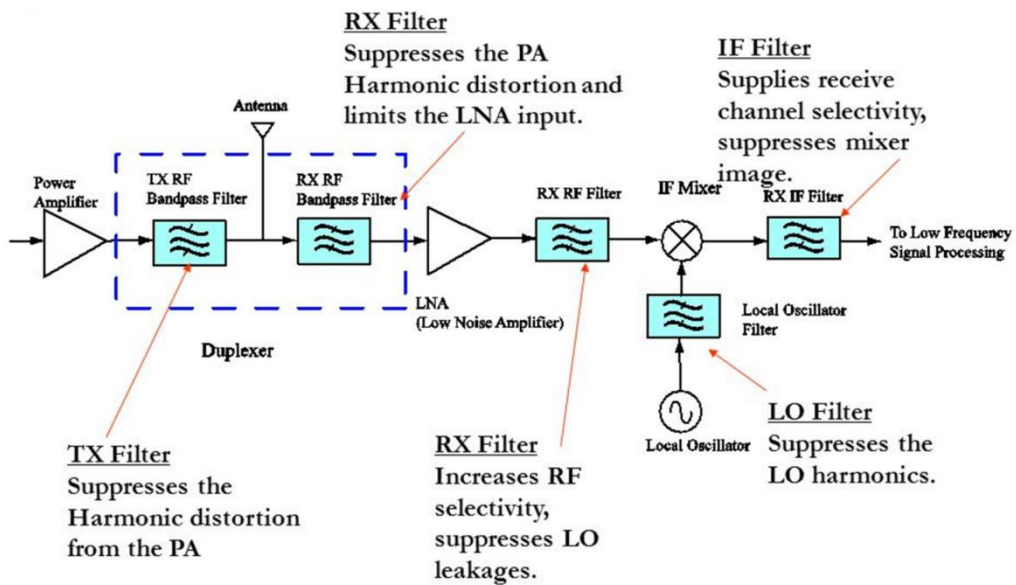 RX Filter
Suppresses the PA
Harmonic distortion and
limits the LNA input.
IF Filter
Supplies receive
channel selectivity,
suppresses mixer
image.
Antenna
Power
Amplifier
TX RF
Bandpass Filter
RX RF
Bandpass Filter
RX RF Filter
IF Mixer
RX IF Filter
To Low Frequency
Signal Processing
LNA
(Low Noise Amplifier)
Local Oscillator
Filter
Duplexer
Local Oscillator
TX Filter
Suppresses the
Harmonic distortion
from the PA
RX Filter
Increases RF
selectivity,
suppresses LO
leakages.
LO Filter
Suppresses the
LO harmonics.